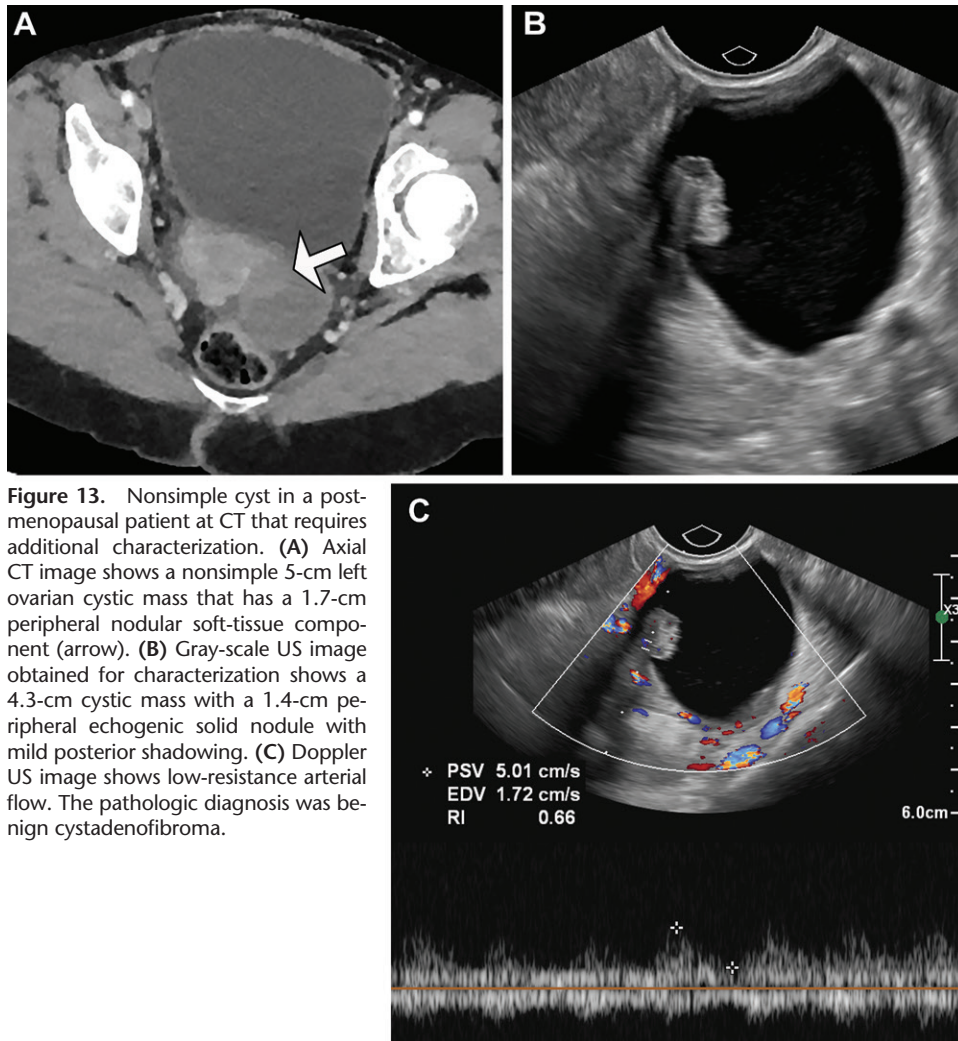 A
B
Figure 13. Nonsimple cyst in a post-
menopausal patient at CT that requires
additional characterization. (A) Axial
CT image shows a nonsimple 5-cm left
ovarian cystic mass that has a 1.7-cm
peripheral nodular soft-tissue compo-
nent (arrow). (B) Gray-scale US image
obtained for characterization shows a
4.3-cm cystic mass with a 1.4-cm pe-
ripheral echogenic solid nodule with
mild posterior shadowing. (C) Doppler
US image shows low-resistance arterial
flow. The pathologic diagnosis was be-
nign cystadenofibroma.
C
X3
PSV 5.01 cm/s
EDV 1.72 cm/s
RI 0.66
6.0cm